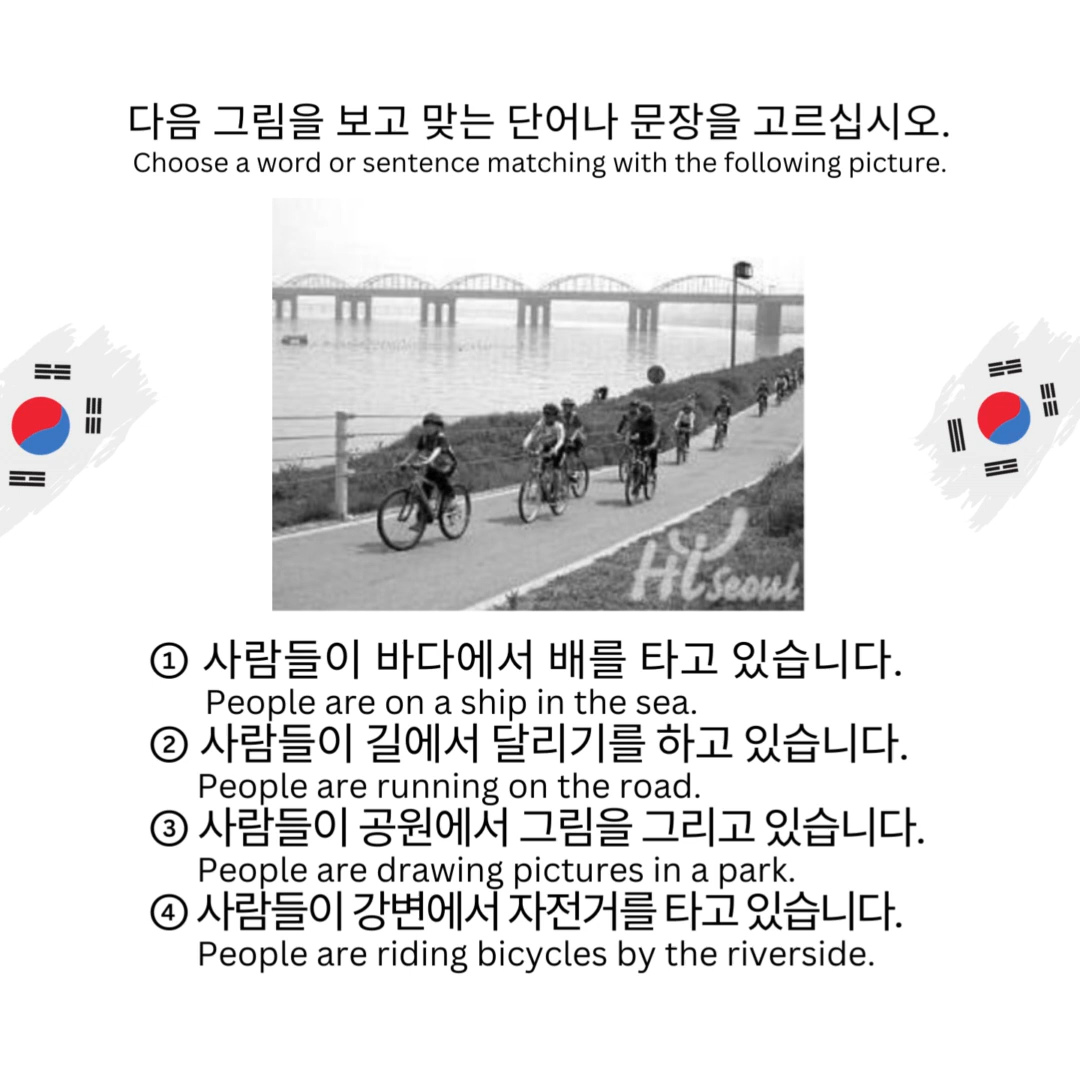 다음 그림을 보고 맞는 단어나 문장을 고르십시오.
Choose a word or sentence matching with the following picture.
Hi Seoul
① 사람들이 바다에서 배를 타고 있습니다.
People are on a ship in the sea.
② 사람들이 길에서 달리기를 하고 있습니다.
People are running on the road.
③ 사람들이 공원에서 그림을 그리고 있습니다.
People are drawing pictures in a park.
④ 사람들이 강변에서 자전거를 타고 있습니다.
People are riding bicycles by the riverside.